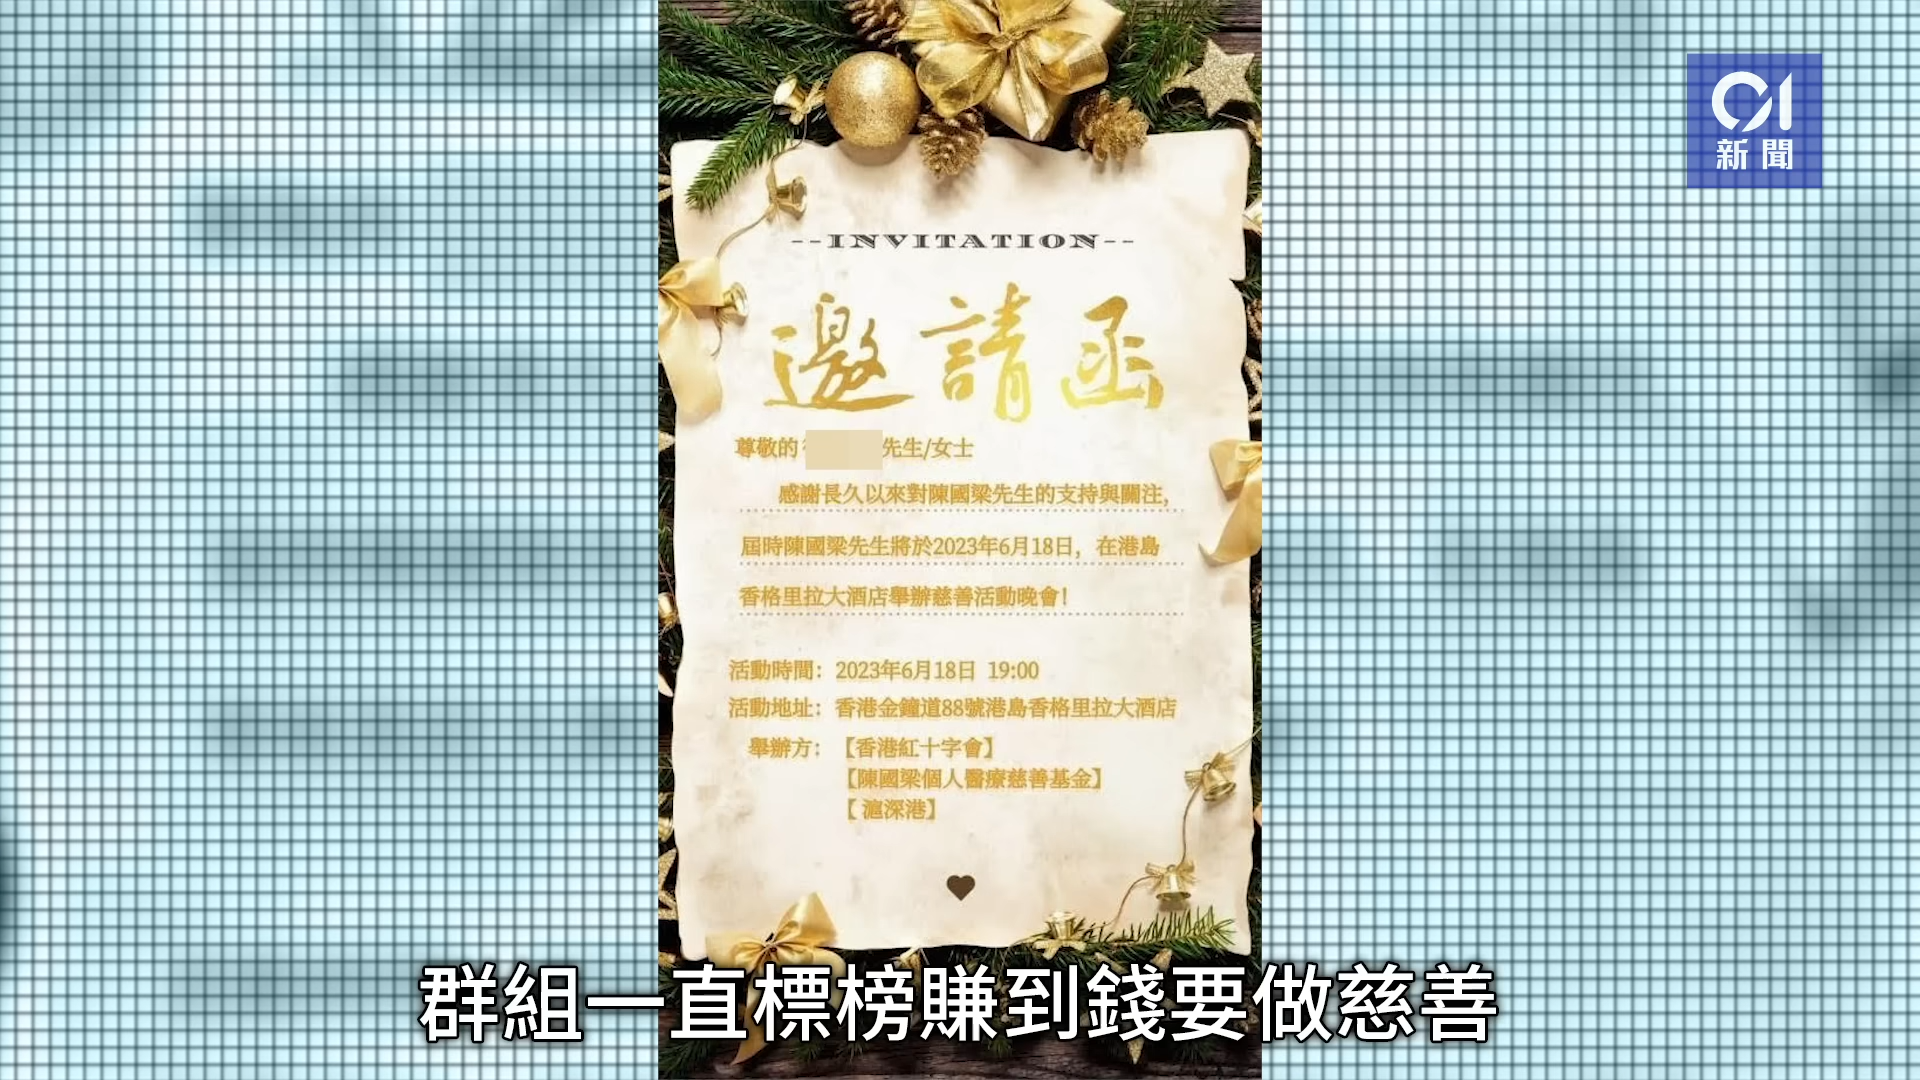 01
新聞
--INVITATION--
邀請函
尊敬的 先生/女士
感謝長久以來對陳國梁先生的支持與關注,
屆時陳國梁先生將於2023年6月18日，在港島
香格里拉大酒店舉辦慈善活動晚會!
活動時間：2023年6月18日 19:00
活動地址：香港金鐘道88號港島香格里拉大酒店
舉辦方：【香港紅十字會】
【陳國梁個人醫療慈善基金】
【 滬深港】
群組一直標榜賺到錢要做慈善